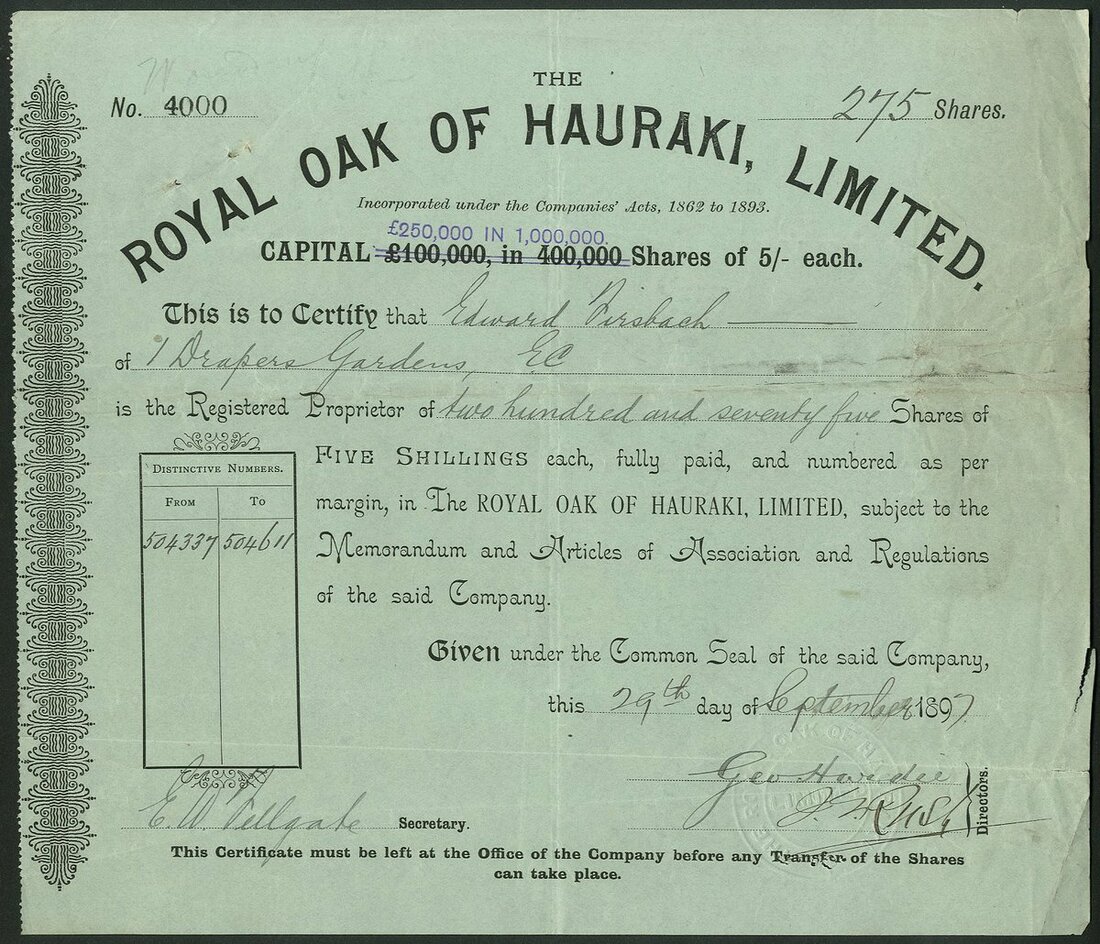 No. 4000
275 Shares.
THE
ROYAL OAK OF HAURAKI, LIMITED.
Incorporated under the Companies' Acts, 1862 to 1893.
£250,000 IN 1,000,000.
CAPITAL £100,000, in 400,000 Shares of 5/- each.
This is to Certify that Edward Pirsbach
of 1 Drapers Gardens, EC
is the Registered Proprietor of two hundred and seventy five Shares of
FIVE SHILLINGS each, fully paid, and numbered as per
margin, in The ROYAL OAK OF HAURAKI, LIMITED, subject to the
Memorandum and Articles of Association and Regulations
of the said Company.
DISTINCTIVE NUMBERS.
FROM TO
504337 504611
Given under the Common Seal of the said Company,
this 29th day of September 1897
Geo
Directors.
E. W. Fellgate Secretary.
This Certificate must be left at the Office of the Company before any Transfer of the Shares
can take place.